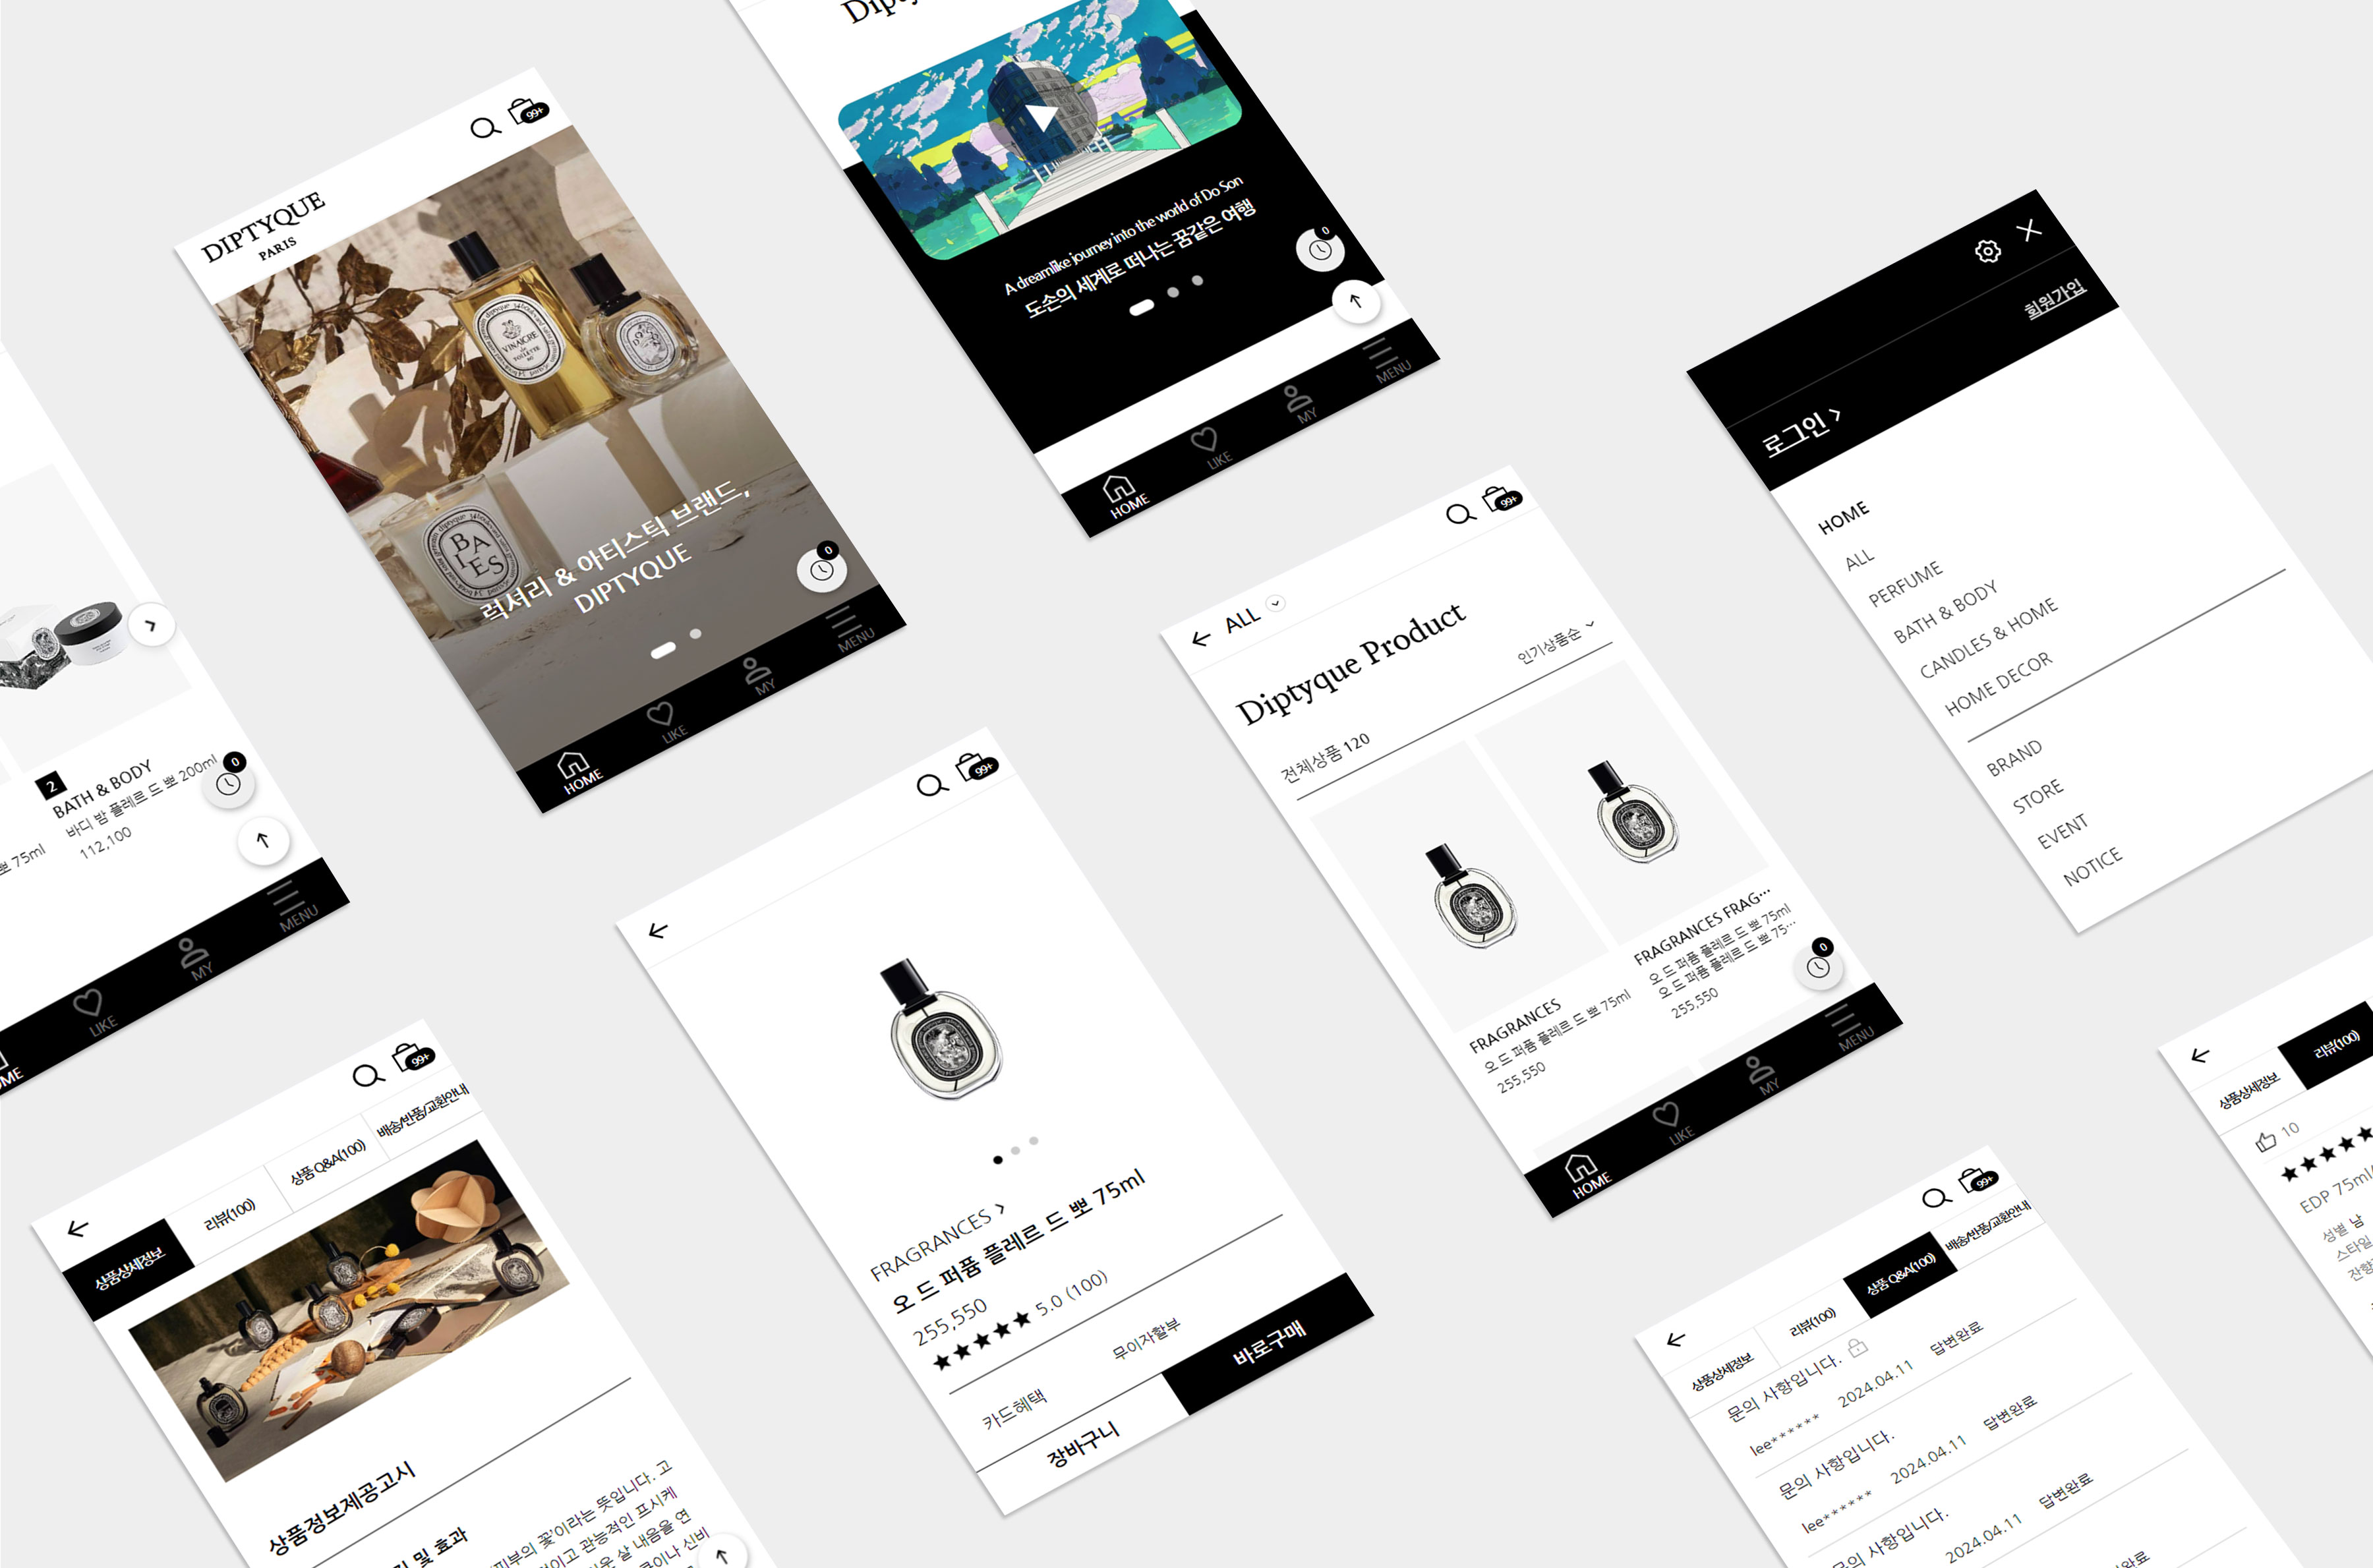 DIPTYQUE
PARIS
99+
VINAIGRE
de
TOILETTE
BAIES
럭셔리 & 아티스틱 브랜드,
DIPTYQUE
0
HOME
LIKE
MY
MENU
A dreamlike journey into the world of Do Son
도손의 세계로 떠나는 꿈같은 여행
0
HOME
LIKE
MY
MENU
회원가입
로그인 >
HOME
ALL
PERFUME
BATH & BODY
CANDLES & HOME
HOME DECOR
BRAND
STORE
EVENT
NOTICE
2
BATH & BODY
바디 밤 플레르 드 뽀 200ml
112,100
뽀 75ml
0
LIKE
MY
MENU
99+
ALL
Diptyque Product
인기상품순
전체상품 120
FRAGRANCES
오 드 퍼퓸 플레르 드 뽀 75ml
255,550
FRAGRANCES FRAG···
오 드 퍼퓸 플레르 드 뽀 75ml
오 드 퍼퓸 플레르 드 뽀 75···
255,550
0
HOME
LIKE
MY
MENU
99+
FRAGRANCES >
오 드 퍼퓸 플레르 드 뽀 75ml
255,550
★★★★★ 5.0 (100)
카드혜택
무이자할부
장바구니
바로구매
99+
상품상세정보
리뷰(100)
상품 Q&A(100)
배송/반품/교환안내
상품정보제공고시
및 효과
피부의 꽃'이라는 뜻입니다. 고
이고 관능적인 프시케
운 살 내음을 연
이나 신비
99+
상품상세정보
리뷰(100)
상품 Q&A(100)
배송/반품/교환안내
문의 사항입니다.
lee****** 2024.04.11 답변완료
문의 사항입니다.
lee****** 2024.04.11 답변완료
문의 사항입니다.
2024.04.11 답변완료
상품상세정보
리뷰(100)
10
★★★★★
EDP 75ml
성별 남
스타일
잔향